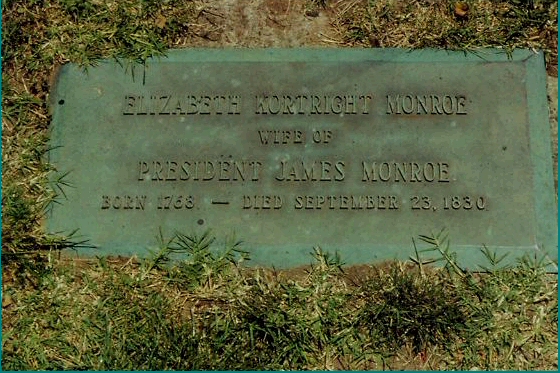 ELIZABETH KORTRIGHT MONROE
WIFE OF
PRESIDENT JAMES MONROE
BORN 1768 — DIED SEPTEMBER 23, 1830